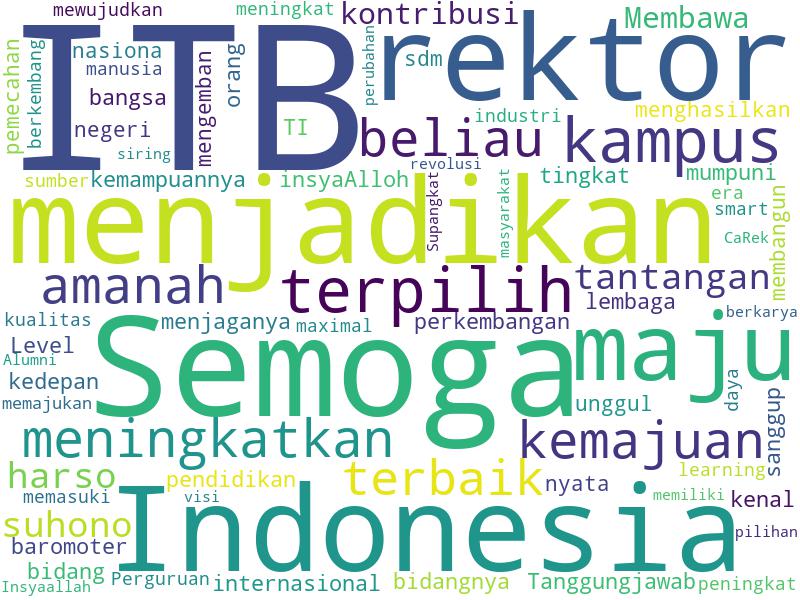 mewujudkan
meningkat
kontribusi
Membawa
ITB
rektor
pemecahan
berkembang
nasiona
manusia
bangsa
negeri
siring
mengemban
orang
TI
perubahan
sdm
industri
menghasilkan
beliau
kampus
revolusi
sumber
kemampuannya
insyaAlloh
Supangkat
masyarakat
tingkat
mumpuni
era
smart
CaRek
membangun
menjadikan
amanah
terpilih
tantangan
lembaga
berkarya
kualitas
menjaganya
maximal
perkembangan
Level
Alumni
kedepan
memajukan
Semoga
maju
unggul
daya
sanggup
meningkatkan
kemajuan
harso
pendidikan
terbaik
nyata
learning
memasuki
visi
memiliki
kenal
suhono
Indonesia
pilihan
baromoter
bidang
Insyaallah
Perguruan
internasional
bidangnya
Tanggungjawab
peningkat